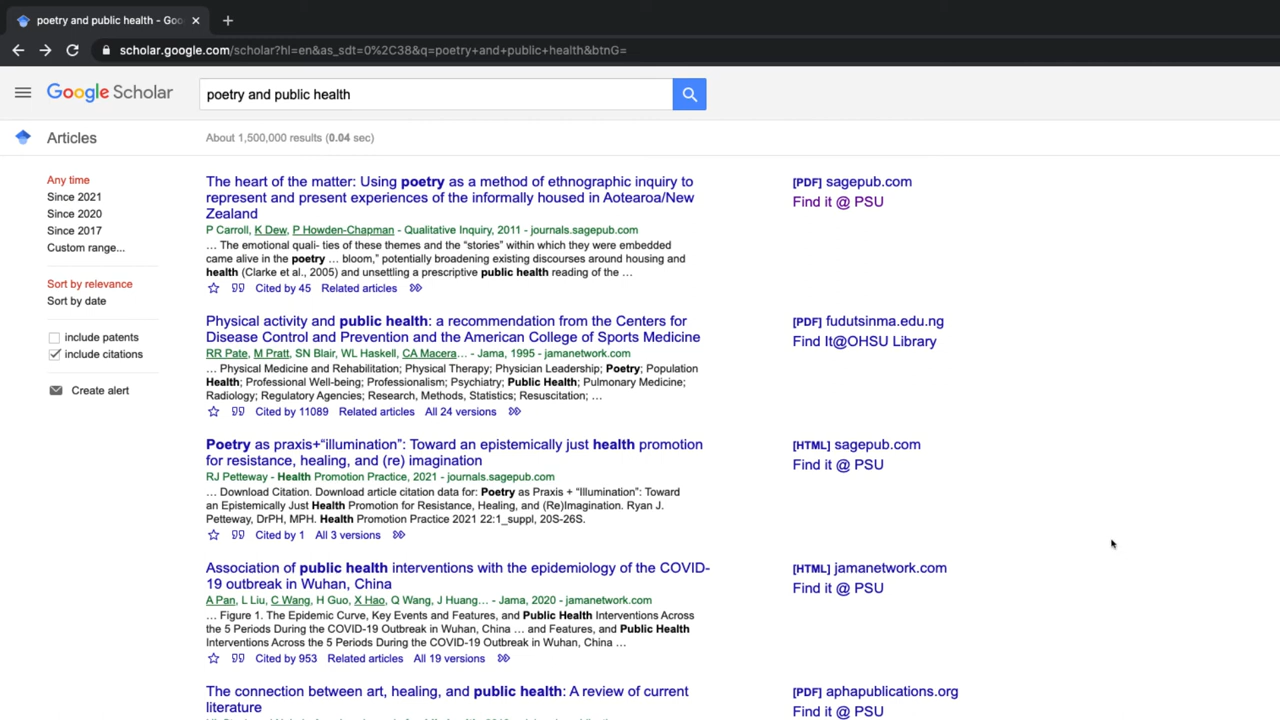 poetry and public health - Goo
scholar.google.com/scholar?hl=en&as_sdt=0%2C38&q=poetry+and+public+health&btnG=
Google Scholar
poetry and public health
Articles
About 1,500,000 results (0.04 sec)
Any time
Since 2021
Since 2020
Since 2017
Custom range...
Sort by relevance
Sort by date
include patents
include citations
Create alert
The heart of the matter: Using poetry as a method of ethnographic inquiry to
represent and present experiences of the informally housed in Aotearoa/New
Zealand
P Carroll, K Dew, P Howden-Chapman - Qualitative Inquiry, 2011 - journals.sagepub.com
… The emotional quali- ties of these themes and the “stories” within which they were embedded
came alive in the poetry … bloom,” potentially broadening existing discourses around housing and
health (Clarke et al., 2005) and unsettling a prescriptive public health reading of the …
Cited by 45 Related articles
[PDF] sagepub.com
Find it @ PSU
Physical activity and public health: a recommendation from the Centers for
Disease Control and Prevention and the American College of Sports Medicine
RR Pate, M Pratt, SN Blair, WL Haskell, CA Macera… - Jama, 1995 - jamanetwork.com
… Physical Medicine and Rehabilitation; Physical Therapy; Physician Leadership; Poetry; Population
Health; Professional Well-being; Professionalism; Psychiatry; Public Health; Pulmonary Medicine;
Radiology; Regulatory Agencies; Research, Methods, Statistics; Resuscitation; …
Cited by 11089 Related articles All 24 versions
[PDF] fudutsinma.edu.ng
Find It@OHSU Library
Poetry as praxis+“illumination”: Toward an epistemically just health promotion
for resistance, healing, and (re) imagination
RJ Petteway - Health Promotion Practice, 2021 - journals.sagepub.com
… Download Citation. Download article citation data for: Poetry as Praxis + “Illumination”: Toward
an Epistemically Just Health Promotion for Resistance, Healing, and (Re)Imagination. Ryan J.
Petteway, DrPH, MPH. Health Promotion Practice 2021 22:1_suppl, 20S-26S.
Cited by 1 All 3 versions
[HTML] sagepub.com
Find it @ PSU
Association of public health interventions with the epidemiology of the COVID-
19 outbreak in Wuhan, China
A Pan, L Liu, C Wang, H Guo, X Hao, Q Wang, J Huang… - Jama, 2020 - jamanetwork.com
… Figure 1. The Epidemic Curve, Key Events and Features, and Public Health Interventions Across
the 5 Periods During the COVID-19 Outbreak in Wuhan, China … and Features, and Public Health
Interventions Across the 5 Periods During the COVID-19 Outbreak in Wuhan, China …
Cited by 953 Related articles All 19 versions
[HTML] jamanetwork.com
Find it @ PSU
The connection between art, healing, and public health: A review of current
literature
[PDF] aphapublications.org
Find it @ PSU